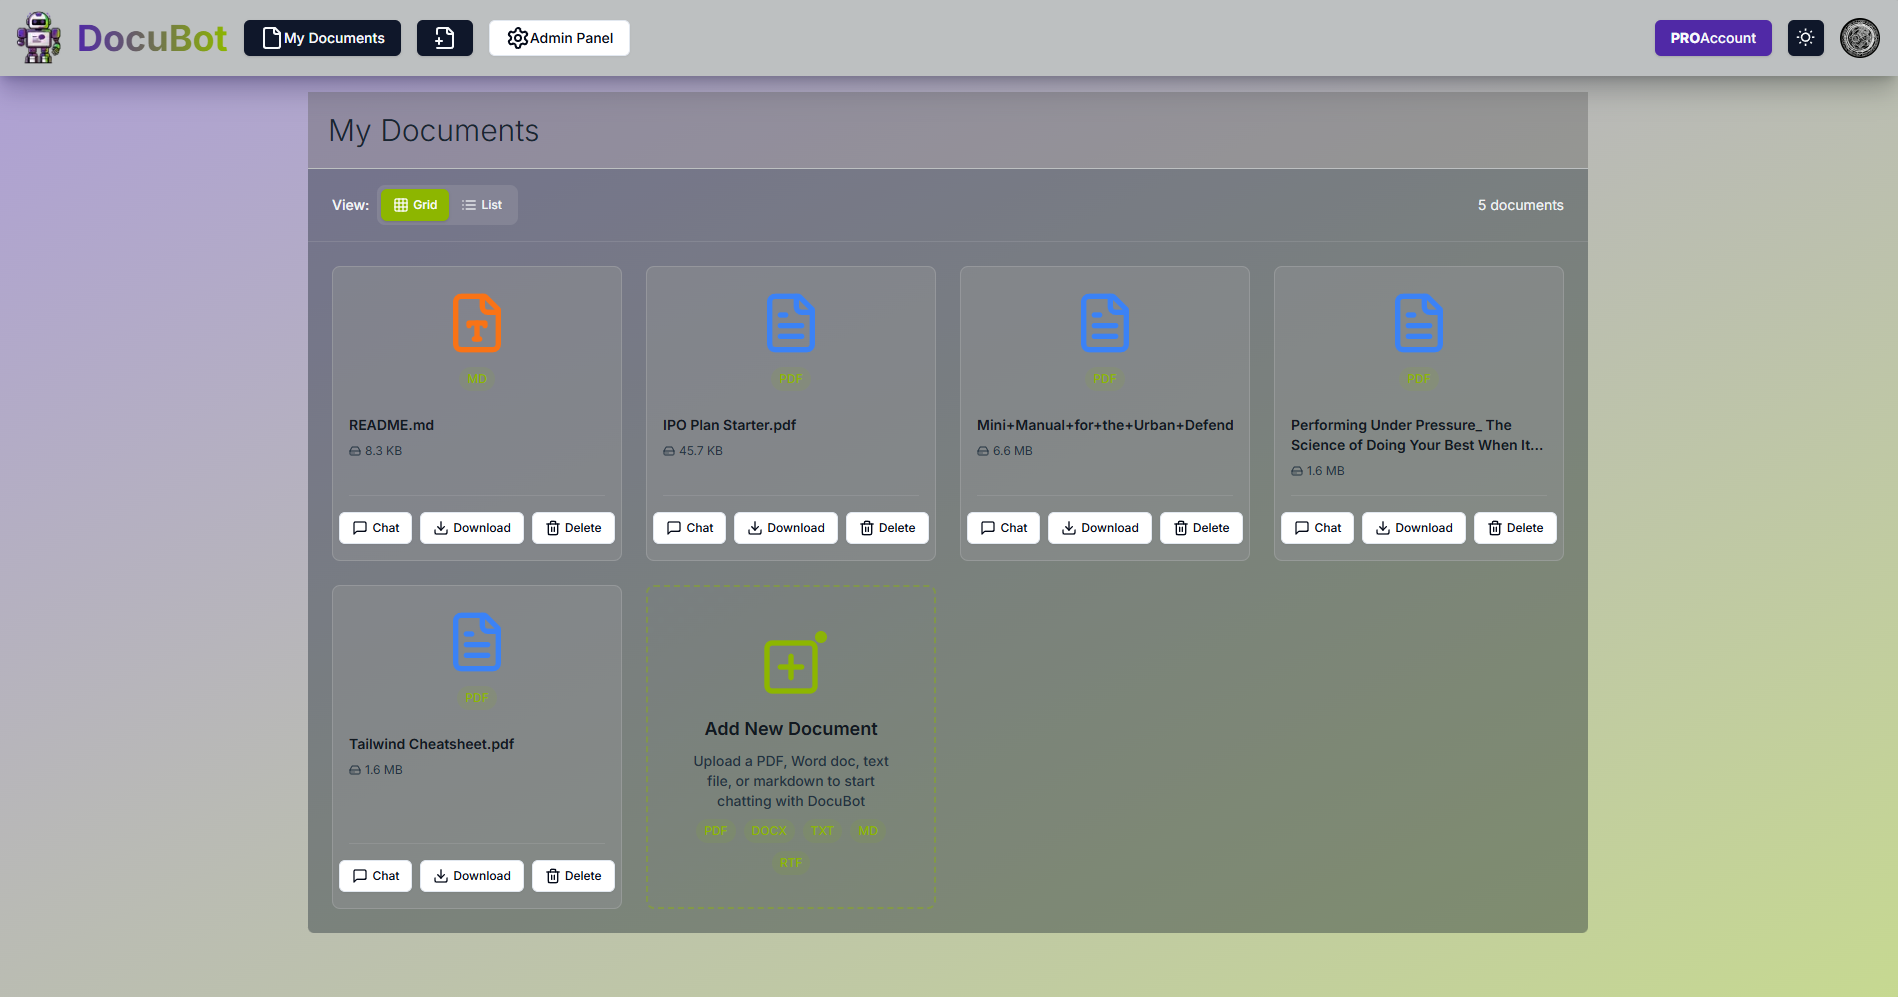 DocuBot
My Documents
Admin Panel
PROAccount
My Documents
View:
Grid
List
5 documents
MD
README.md
8.3 KB
Chat
Download
Delete
PDF
IPO Plan Starter.pdf
45.7 KB
Chat
Download
Delete
PDF
Mini+Manual+for+the+Urban+Defend
6.6 MB
Chat
Download
Delete
PDF
Performing Under Pressure_ The
Science of Doing Your Best When It...
1.6 MB
Chat
Download
Delete
PDF
Tailwind Cheatsheet.pdf
1.6 MB
Chat
Download
Delete
Add New Document
Upload a PDF, Word doc, text
file, or markdown to start
chatting with DocuBot
PDF DOCX TXT MD
RTF